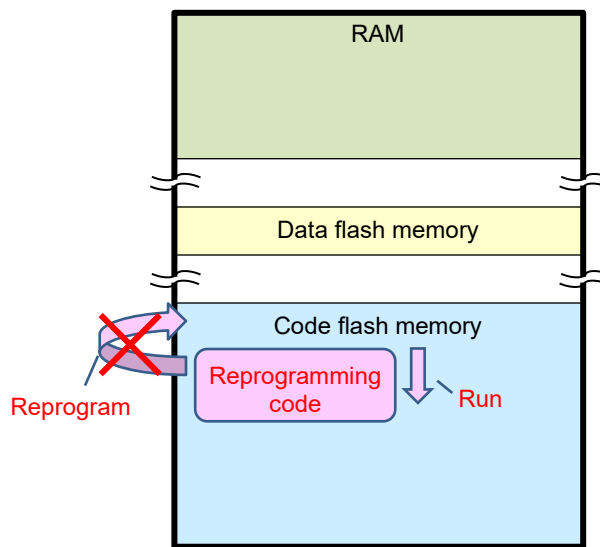 RAM
Data flash memory
Code flash memory
Reprogramming
code
Run
Reprogram